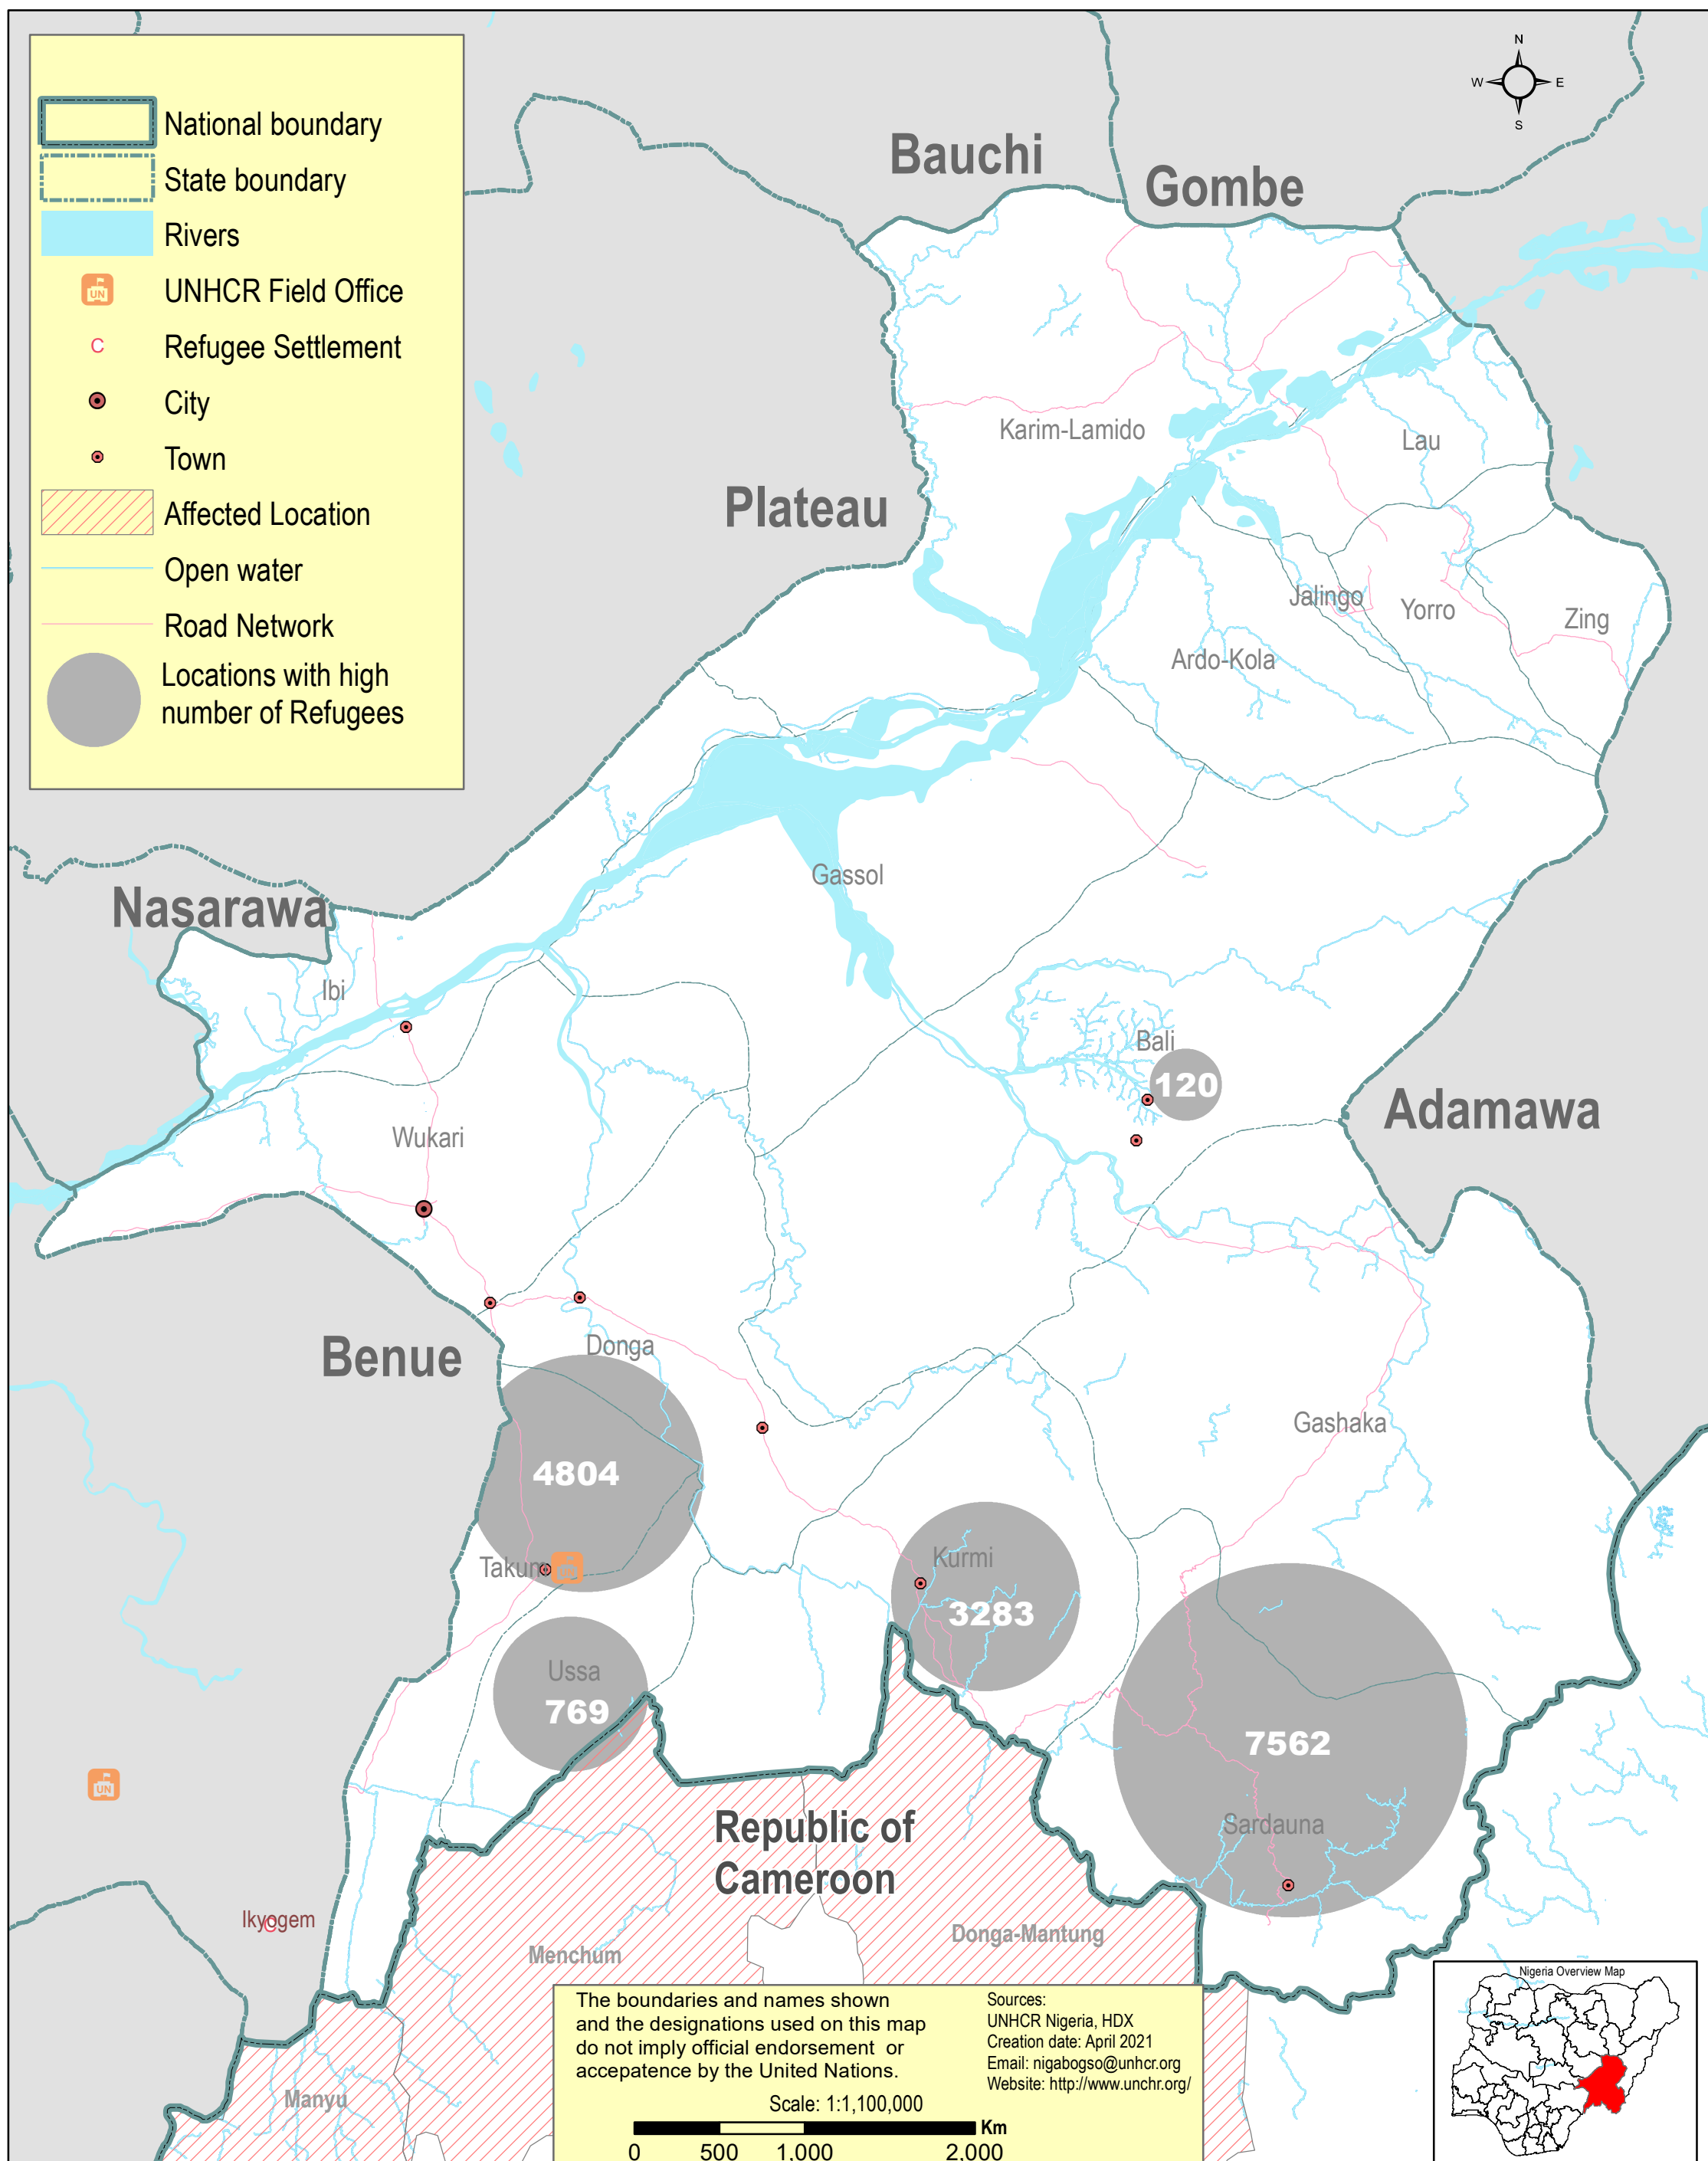 N
W
E
S
National boundary
State boundary
Rivers
UN
UNHCR Field Office
C
Refugee Settlement
City
Town
Affected Location
Open water
Road Network
Locations with high
number of Refugees
Bauchi
Gombe
Karim-Lamido
Lau
Plateau
Jalingo
Yorro
Zing
Ardo-Kola
Gassol
Nasarawa
Ibi
Bali
120
Adamawa
Wukari
Donga
Benue
Gashaka
4804
Kurmi
Takum
3283
Ussa
769
7562
UN
Republic of
Cameroon
Sardauna
Ikyogem
Menchum
Donga-Mantung
Manyu
The boundaries and names shown
and the designations used on this map
do not imply official endorsement or
accepatence by the United Nations.
Sources:
UNHCR Nigeria, HDX
Creation date: April 2021
Email: nigabogso@unhcr.org
Website: http://www.unchr.org/
Scale: 1:1,100,000
Km
0 500 1,000 2,000
Nigeria Overview Map